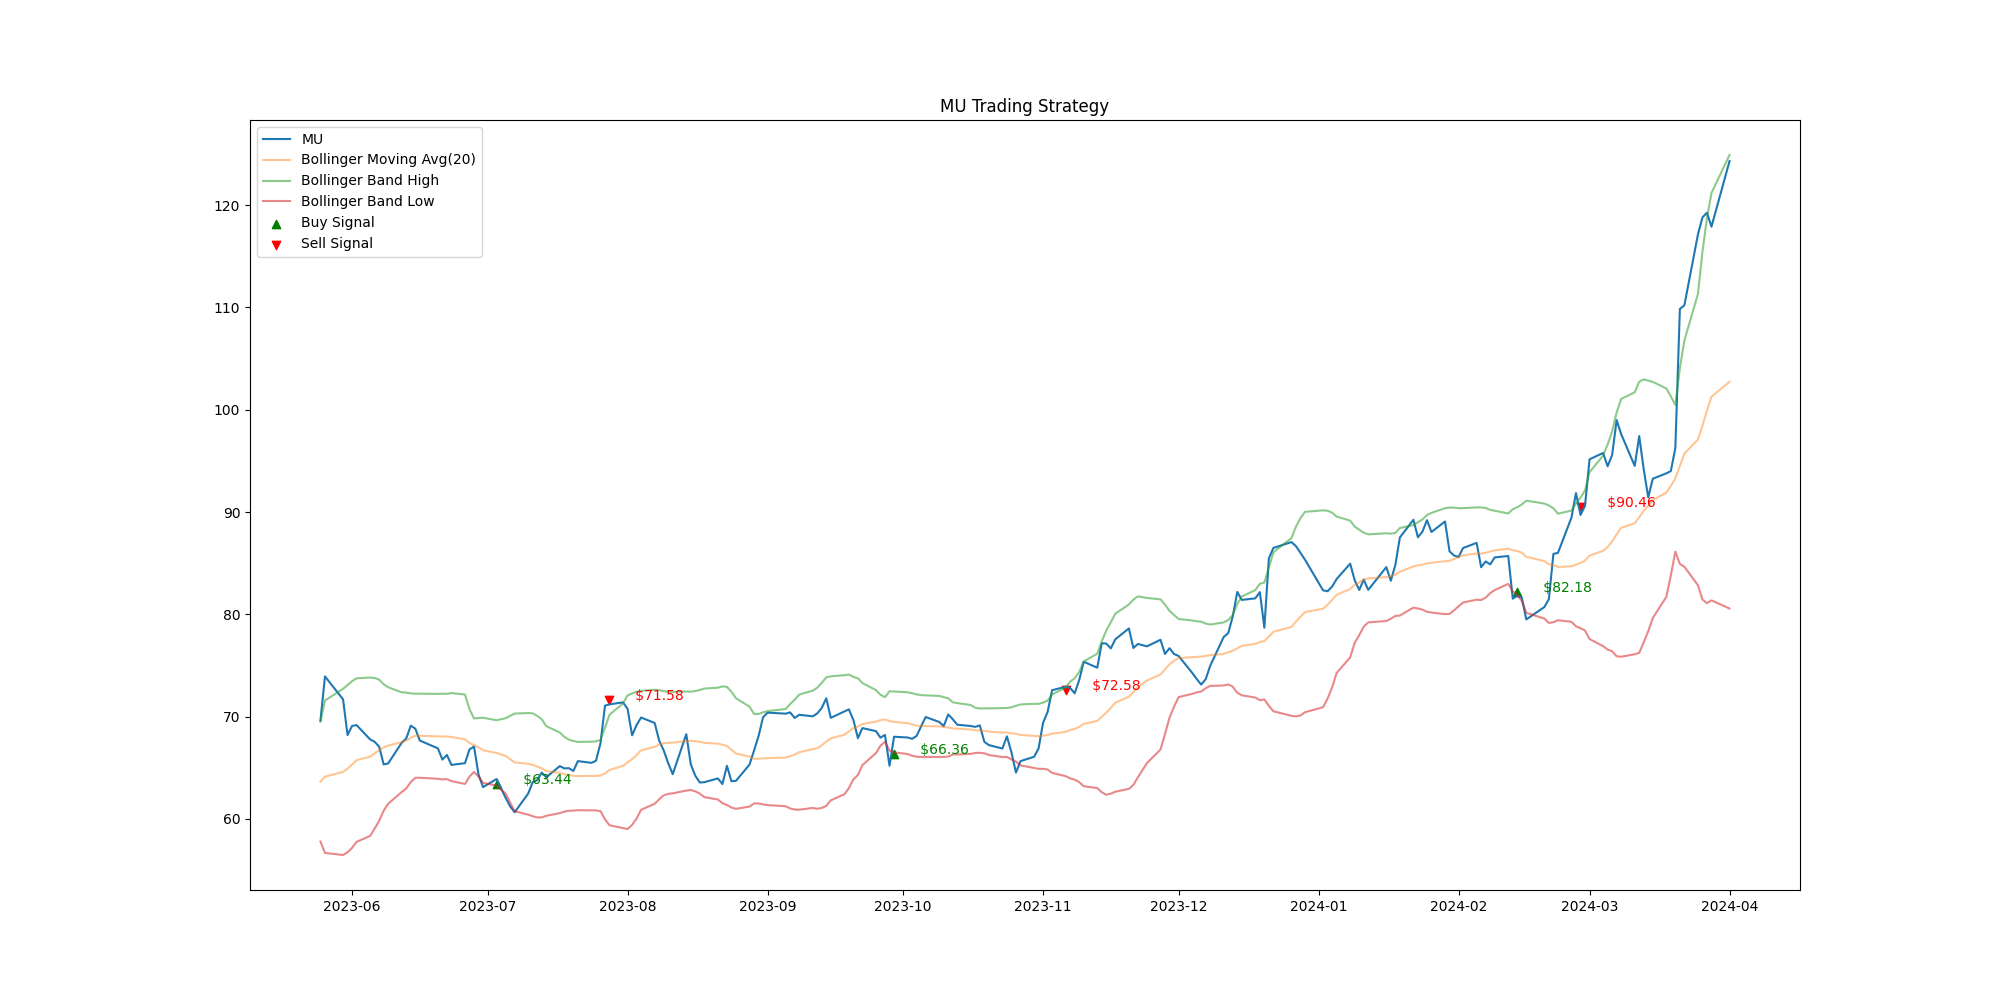 MU Trading Strategy
MU
Bollinger Moving Avg(20)
Bollinger Band High
Bollinger Band Low
Buy Signal
Sell Signal
120
110
100
90
80
70
60
$90.46
$82.18
$71.58
$72.58
$66.36
$63.44
2023-06 2023-07 2023-08 2023-09 2023-10 2023-11 2023-12 2024-01 2024-02 2024-03 2024-04